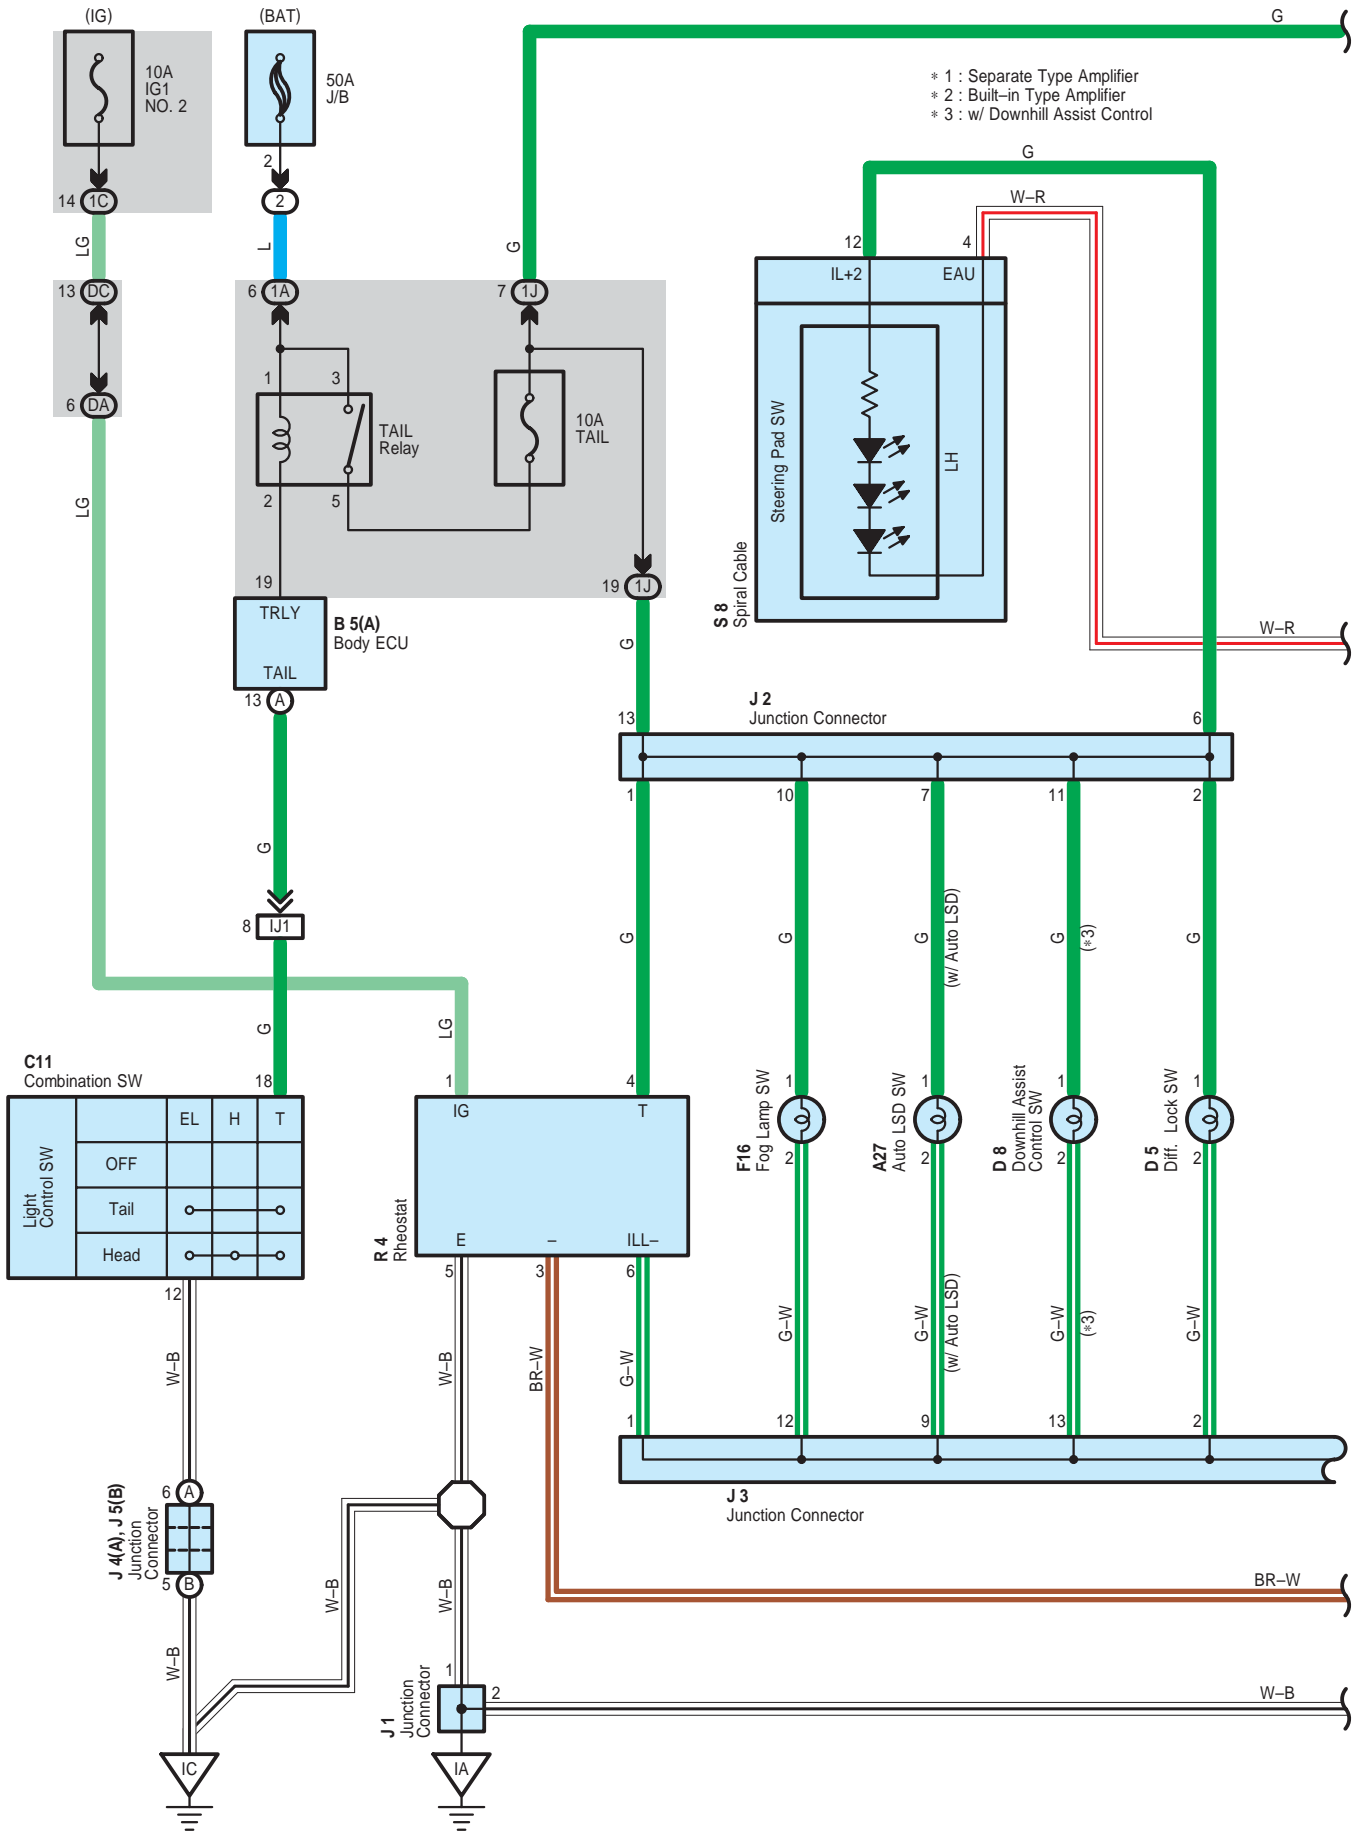 (IG)
(BAT)
G
10A
IG1
NO. 2
50A
J/B
∗ 1 : Separate Type Amplifier
∗ 2 : Built–in Type Amplifier
∗ 3 : w/ Downhill Assist Control
2
G
14 1C
2
W–R
LG
L
G
12
4
IL+2
EAU
13 DC
6 1A
7 1J
1
3
6 DA
TAIL
Relay
10A
TAIL
Steering Pad SW
LH
2
5
LG
S 8
Spiral Cable
19
19 1J
TRLY
TAIL
B 5(A)
Body ECU
G
W–R
13 A
J 2
Junction Connector
13
6
1
10
7
11
2
G
8 IJ1
G
G
G
(w/ Auto LSD)
G
(∗3)
G
G
LG
C11
Combination SW
18
1
4
1
1
1
1
Light
Control SW
EL
H
T
OFF
Tail
Head
IG
T
E
–
ILL–
R 4
Rheostat
F16
Fog Lamp SW
A27
Auto LSD SW
D 8
Downhill Assist
Control SW
D 5
Diff. Lock SW
2
2
2
2
12
5
3
6
W–B
W–B
BR–W
G–W
G–W
G–W
(w/ Auto LSD)
G–W
(∗3)
G–W
1
12
9
13
2
J 3
Junction Connector
6 A
J 4(A), J 5(B)
Junction
Connector
5 B
W–B
W–B
W–B
BR–W
1
2
J 1
Junction
Connector
W–B
IC
IA